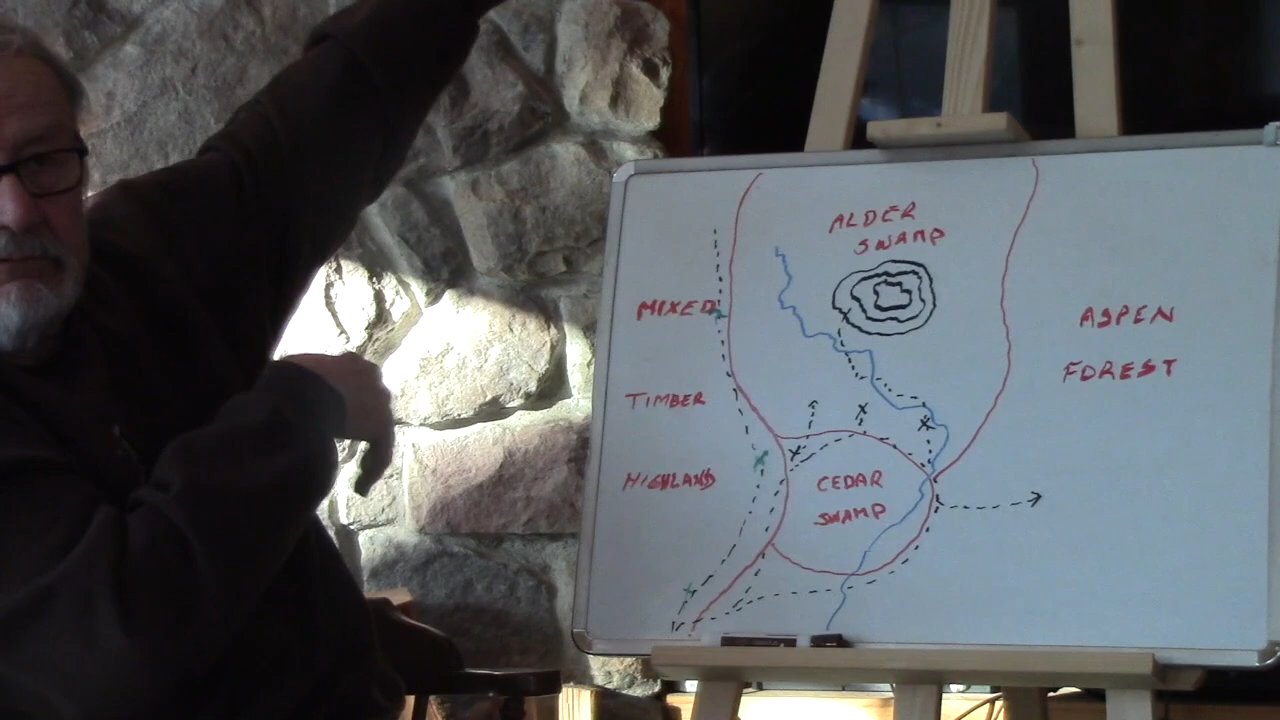 ALDER
SWAMP
MIXED
TIMBER
HIGHLAND
ASPEN
FOREST
CEDAR
SWAMP